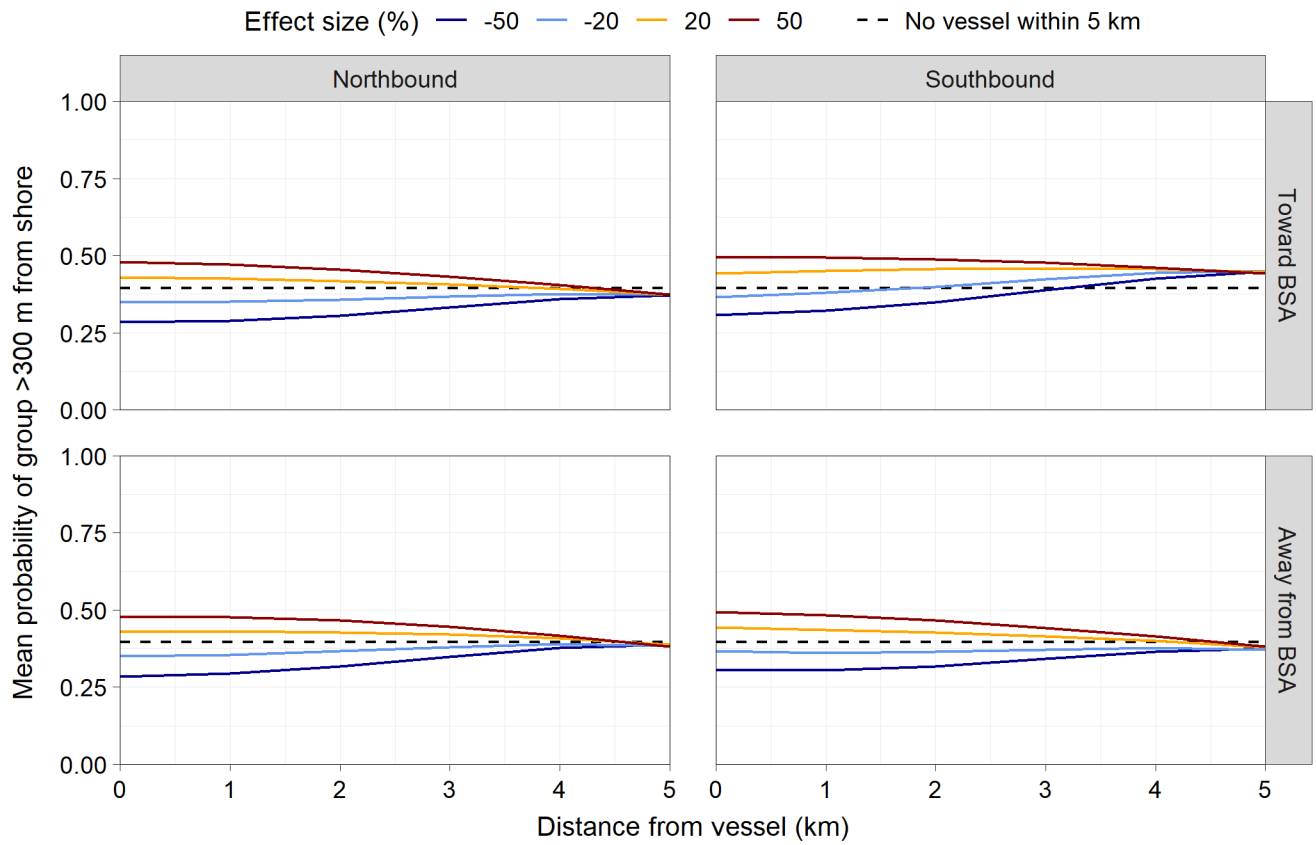 Effect size (%) -50 -20 20 50 No vessel within 5 km
Northbound
Southbound
Mean probability of group >300 m from shore
1.00
0.75
0.50
0.25
0.00
Toward BSA
1.00
0.75
0.50
0.25
0.00
Away from BSA
0 1 2 3 4 5
0 1 2 3 4 5
Distance from vessel (km)